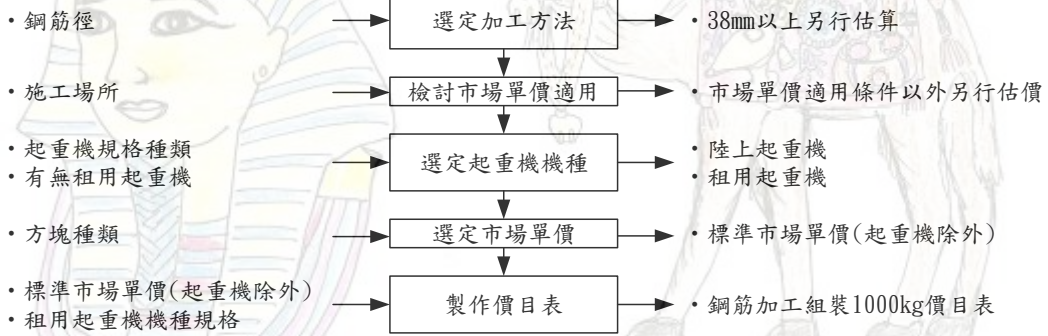 ・鋼筋徑
選定加工方法
・38mm以上另行估算
・施工場所
檢討市場單價適用
・市場單價適用條件以外另行估價
・起重機規格種類
・有無租用起重機
選定起重機機種
・陸上起重機
・租用起重機
・方塊種類
選定市場單價
・標準市場單價(起重機除外)
・標準市場單價(起重機除外)
・租用起重機機種規格
製作價目表
・鋼筋加工組裝1000kg價目表